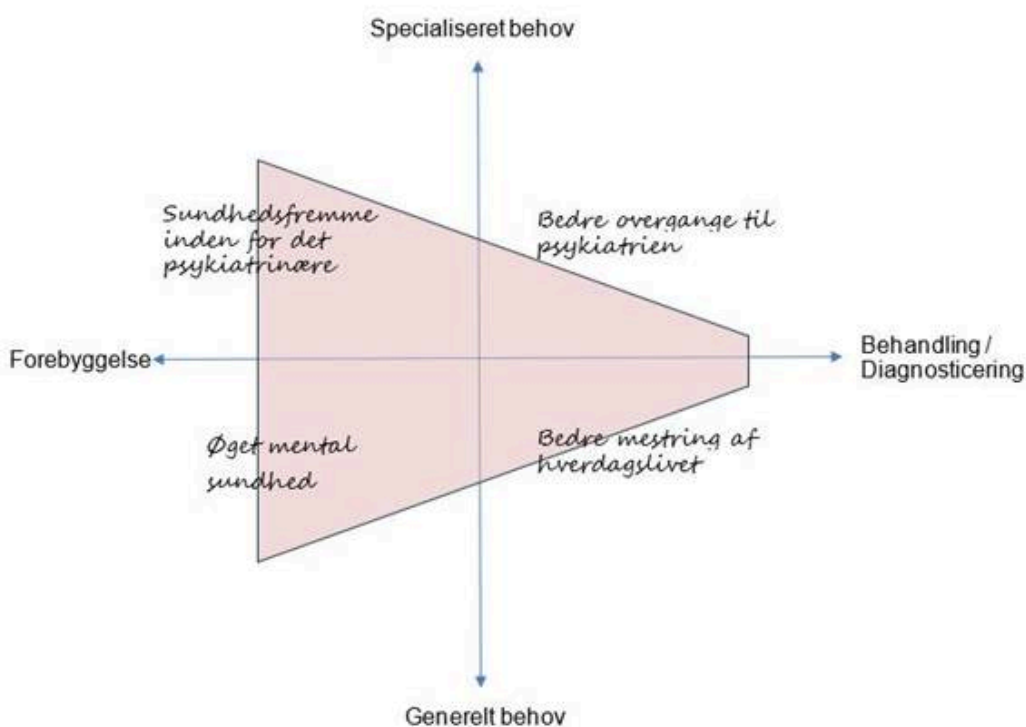 Specialiseret behov
Sundhedsfremme
inden for det
psykiatrinære
Bedre overgange til
psykiatrien
Forebyggelse
Behandling /
Diagnosticering
Øget mental
sundhed
Bedre mestring af
hverdagslivet
Generelt behov